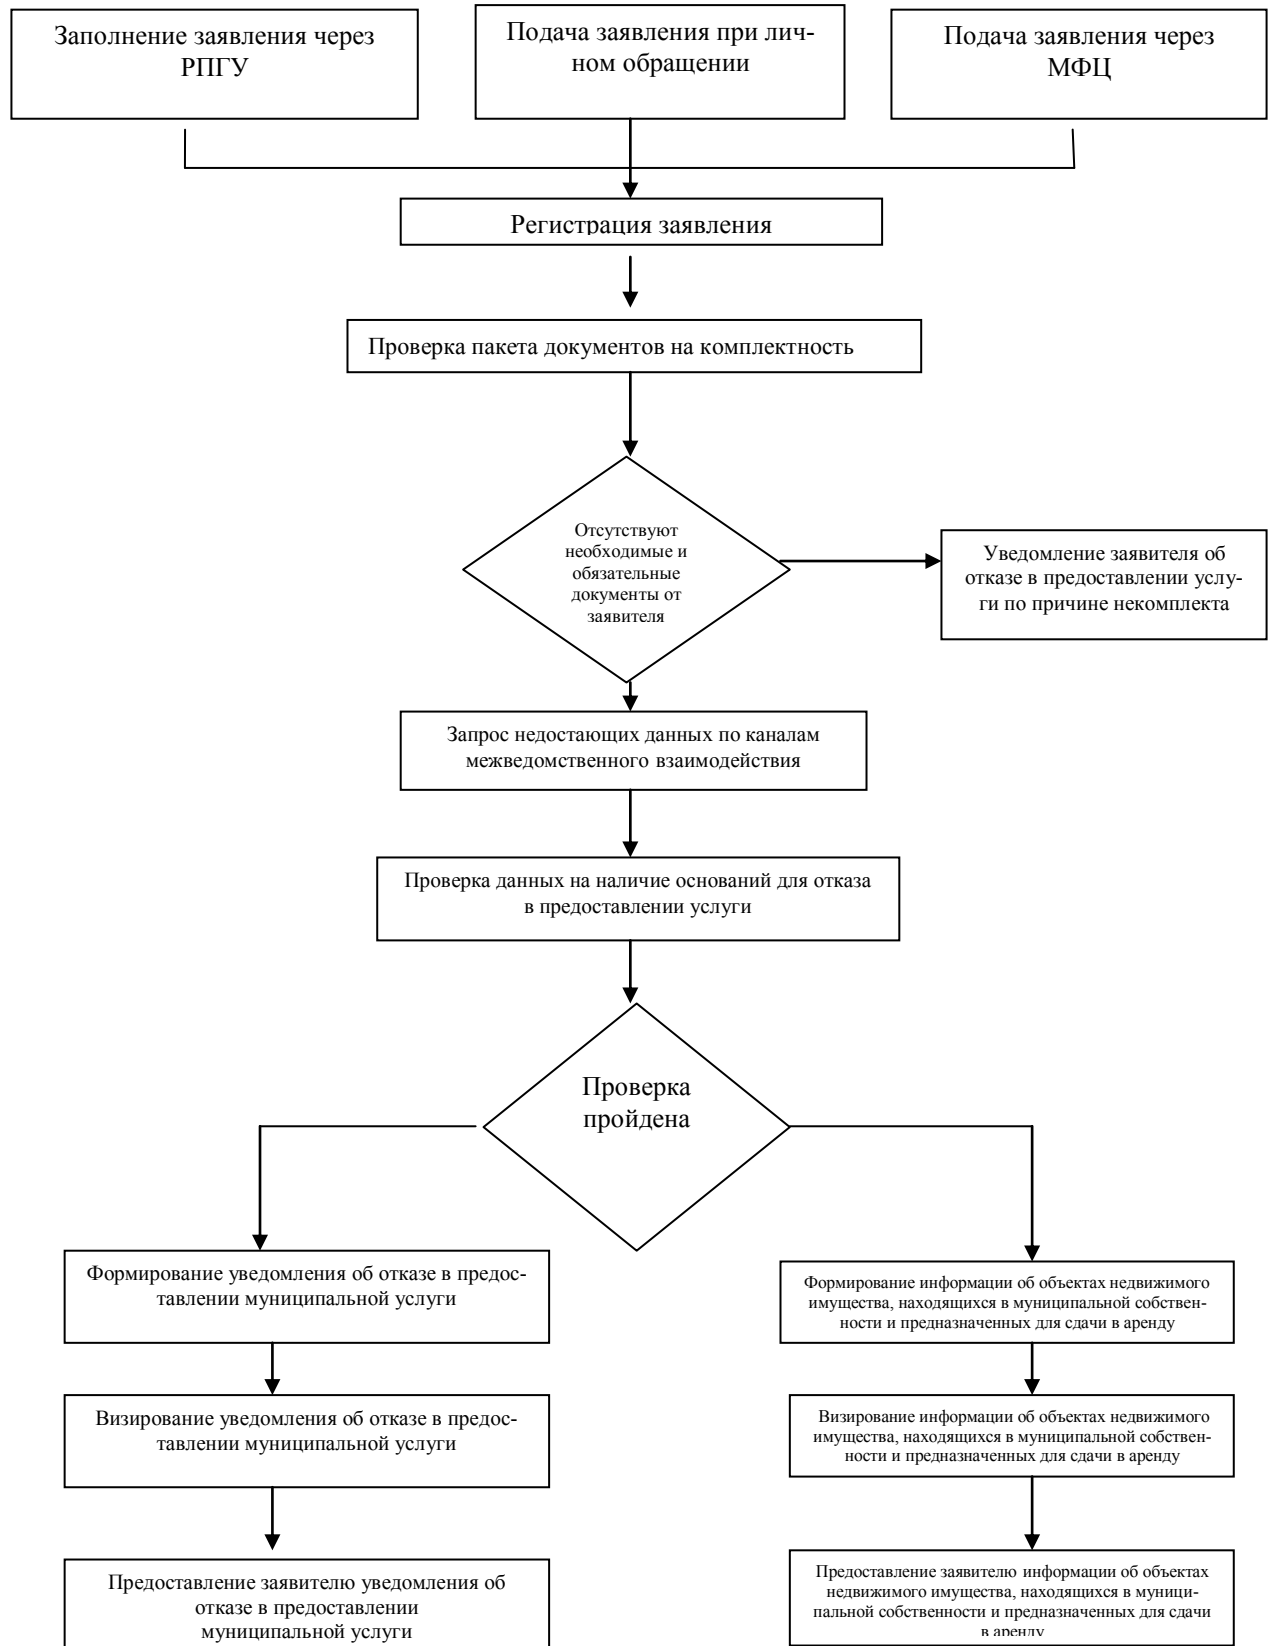 Заполнение заявления через
РПГУ
Подача заявления при лич-
ном обращении
Подача заявления через
МФЦ
Регистрация заявления
Проверка пакета документов на комплектность
Отсутствуют
необходимые и
обязательные
документы от
заявителя
Уведомление заявителя об
отказе в предоставлении услу-
ги по причине некомплекта
Запрос недостающих данных по каналам
межведомственного взаимодействия
Проверка данных на наличие оснований для отказа
в предоставлении услуги
Проверка
пройдена
Формирование уведомления об отказе в предос-
тавлении муниципальной услуги
Формирование информации об объектах недвижимого
имущества, находящихся в муниципальной собствен-
ности и предназначенных для сдачи в аренду
Визирование уведомления об отказе в предос-
тавлении муниципальной услуги
Визирование информации об объектах недвижимого
имущества, находящихся в муниципальной собствен-
ности и предназначенных для сдачи в аренду
Предоставление заявителю уведомления об
отказе в предоставлении
муниципальной услуги
Предоставление заявителю информации об объектах
недвижимого имущества, находящихся в муници-
пальной собственности и предназначенных для сдачи
в аренду